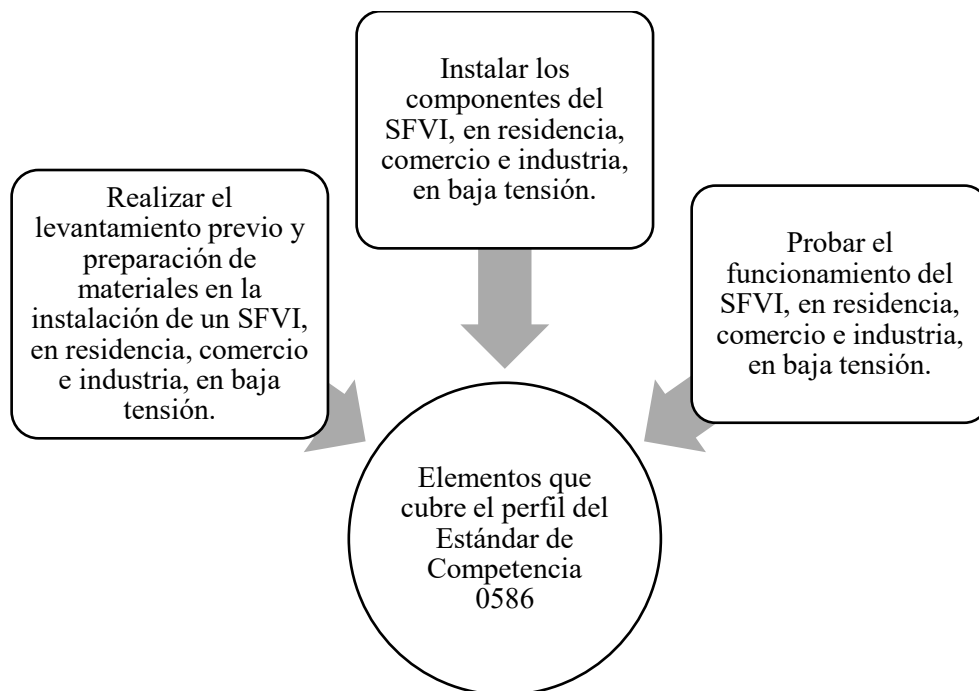 Realizar el
levantamiento previo y
preparación de
materiales en la
instalación de un SFVI,
en residencia, comercio
e industria, en baja
tensión.
Instalar los
componentes del
SFVI, en residencia,
comercio e industria,
en baja tensión.
Probar el
funcionamiento del
SFVI, en residencia,
comercio e industria,
en baja tensión.
Elementos que
cubre el perfil del
Estándar de
Competencia
0586